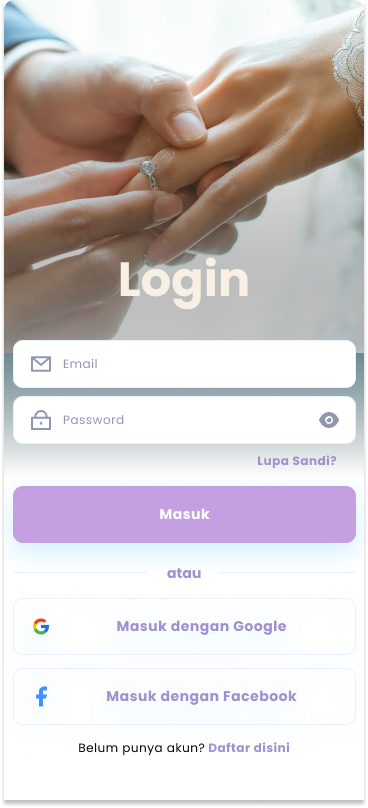 Login
Email
Password
Lupa Sandi?
Masuk
atau
Masuk dengan Google
Masuk dengan Facebook
Belum punya akun? Daftar disini